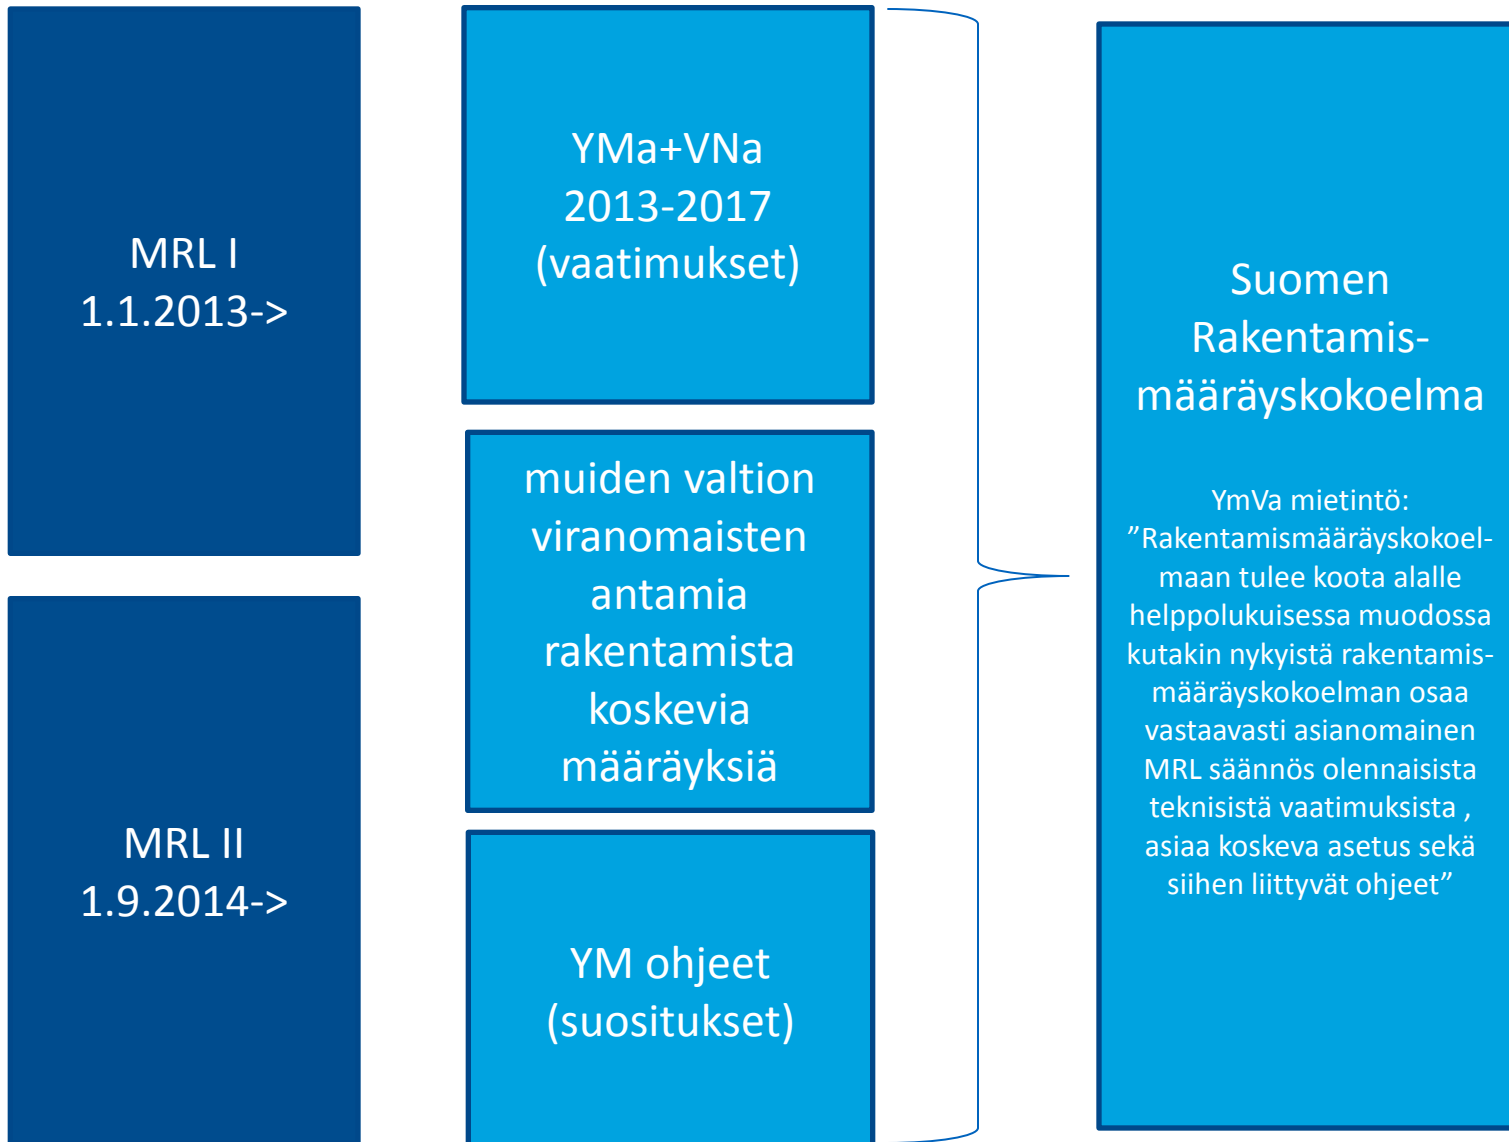 MRL I
1.1.2013->
MRL II
1.9.2014->
YMa+VNa
2013-2017
(vaatimukset)
muiden valtion
viranomaisten
antamia
rakentamista
koskevia
määräyksiä
YM ohjeet
(suositukset)
Suomen
Rakentamis-
määräyskokoelma
YmVa mietintö:
”Rakentamismääräyskokoel-
maan tulee koota alalle
helppolukuisessa muodossa
kutakin nykyistä rakentamis-
määräyskokoelman osaa
vastaavasti asianomainen
MRL säännös olennaisista
teknisistä vaatimuksista ,
asiaa koskeva asetus sekä
siihen liittyvät ohjeet”